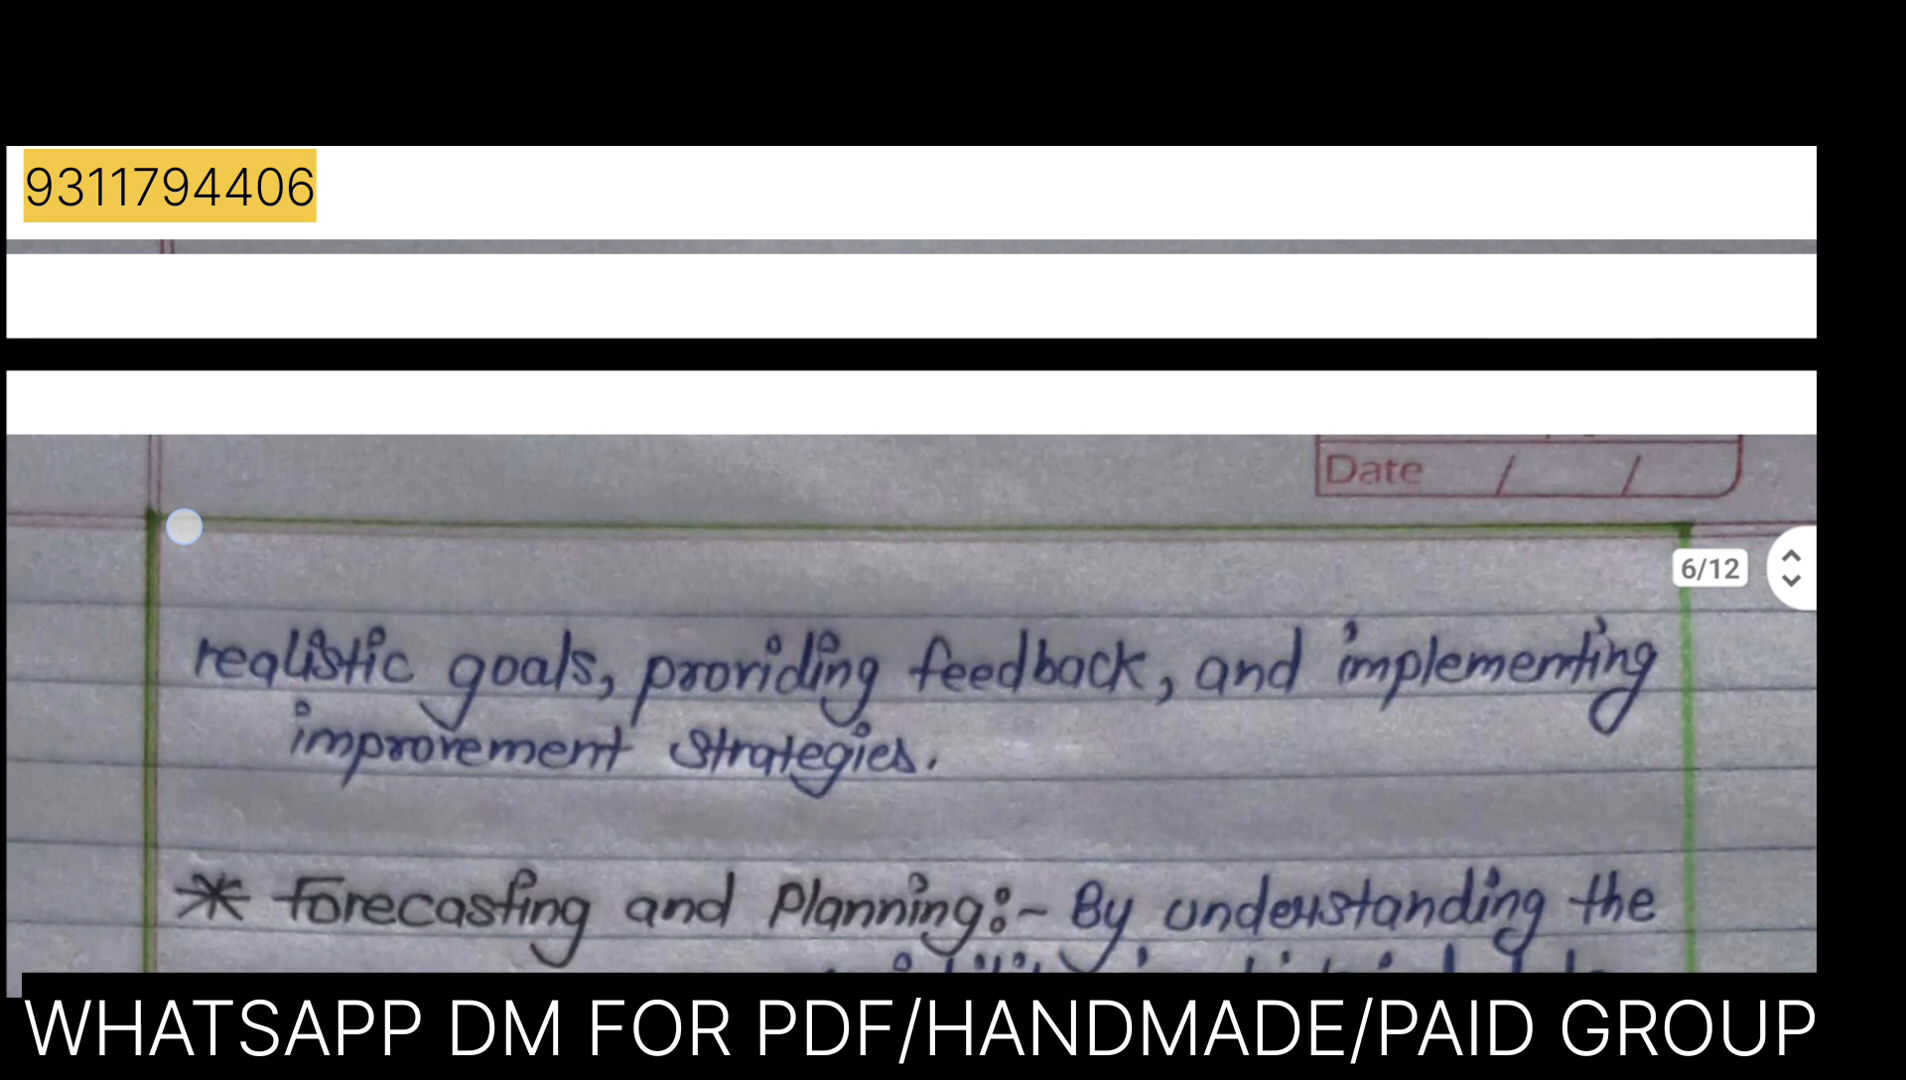 9311794406
Date / /
6/12
realistic goals, providing feedback, and implementing
improvement strategies.
* Forecasting and Planning:- By understanding the
WHATSAPP DM FOR PDF/HANDMADE/PAID GROUP